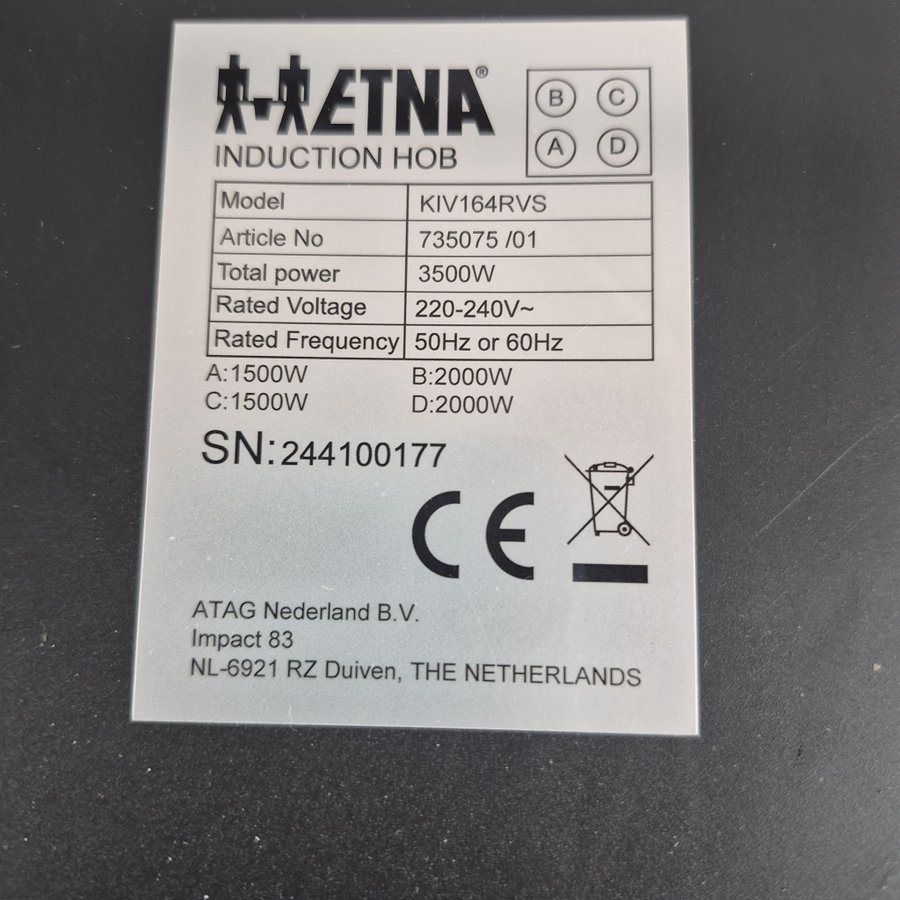 ETNA®
B C
A D
INDUCTION HOB
Model KIV164RVS
Article No 735075 /01
Total power 3500W
Rated Voltage 220-240V~
Rated Frequency 50Hz or 60Hz
A:1500W B:2000W
C:1500W D:2000W
SN:244100177
CE
ATAG Nederland B.V.
Impact 83
NL-6921 RZ Duiven, THE NETHERLANDS